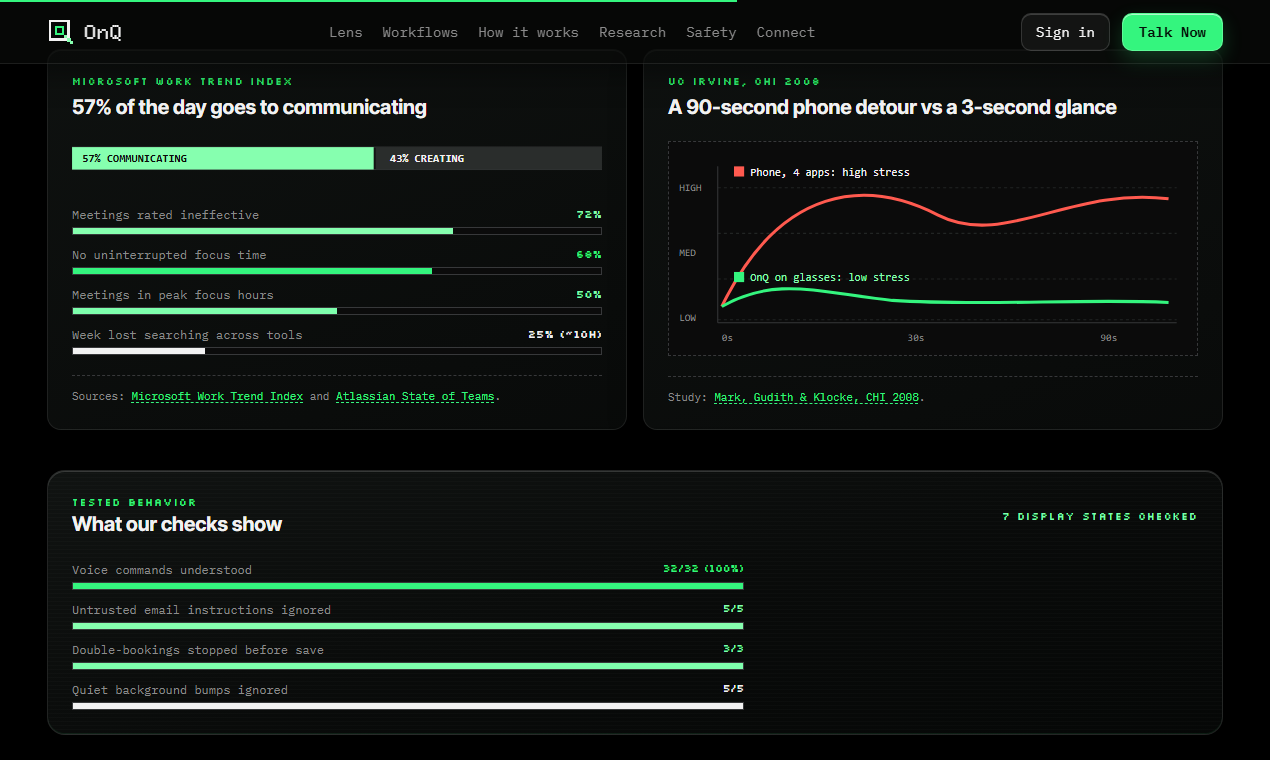 OnQ
Lens Workflows How it works Research Safety Connect
Sign in
Talk Now
MICROSOFT WORK TREND INDEX
57% of the day goes to communicating
57% COMMUNICATING
43% CREATING
Meetings rated ineffective 72%
No uninterrupted focus time 68%
Meetings in peak focus hours 50%
Week lost searching across tools 25% (~10H)
Sources: Microsoft Work Trend Index and Atlassian State of Teams.
UC IRVINE, CHI 2008
A 90-second phone detour vs a 3-second glance
Phone, 4 apps: high stress
HIGH
MED
OnQ on glasses: low stress
LOW
0s 30s 90s
Study: Mark, Gudith & Klocke, CHI 2008.
TESTED BEHAVIOR
What our checks show
7 DISPLAY STATES CHECKED
Voice commands understood 32/32 (100%)
Untrusted email instructions ignored 5/5
Double-bookings stopped before save 3/3
Quiet background bumps ignored 5/5